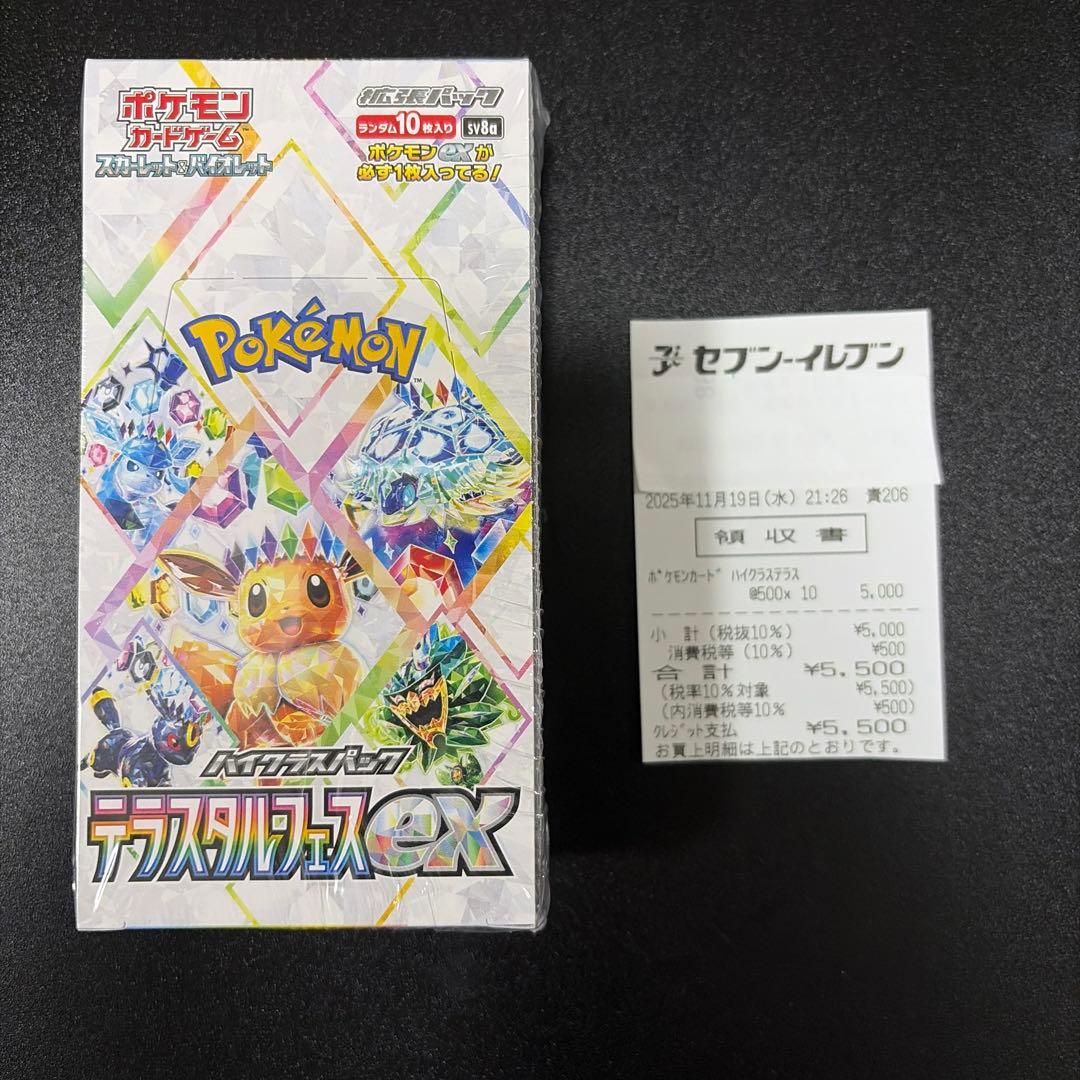 ポケモン
カードゲーム™
スカーレット&バイオレット
拡張パック
ランダム10枚入り sv8a
ポケモンexが
必ず1枚入ってる!
POKéMON™
ハイクラスパック
テラスタルフェスex
セブン-イレブン
2025年11月19日(水) 21:26 責206
領収書
ポケモンカード ハイクラステラス
@500x 10 5,000
小 計(税抜10%) ¥5,000
消費税等(10%) ¥500
合 計 ¥5,500
(税率10%対象 ¥5,500)
(内消費税等10% ¥500)
クレジット支払 ¥5,500
お買上明細は上記のとおりです。